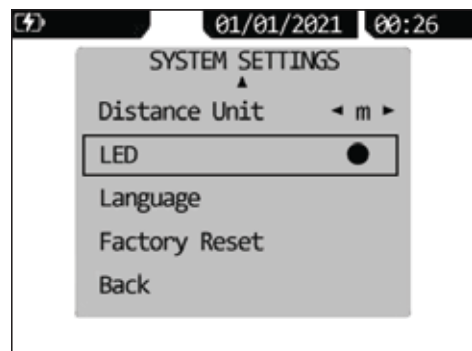 01/01/2021 00:26
SYSTEM SETTINGS
Distance Unit m
LED
Language
Factory Reset
Back